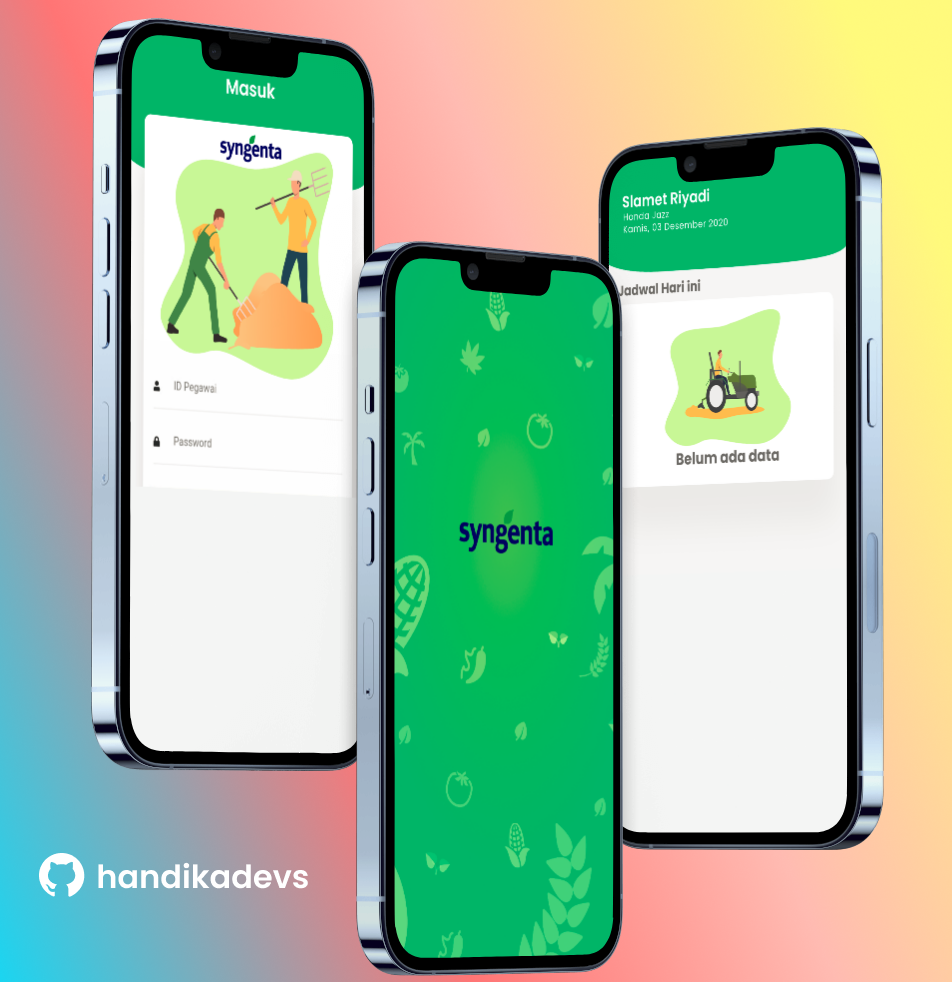 Masuk
syngenta
ID Pegawai
Password
syngenta
Slamet Riyadi
Honda Jazz
Kamis, 03 Desember 2020
Jadwal Hari ini
Belum ada data
handikadevs